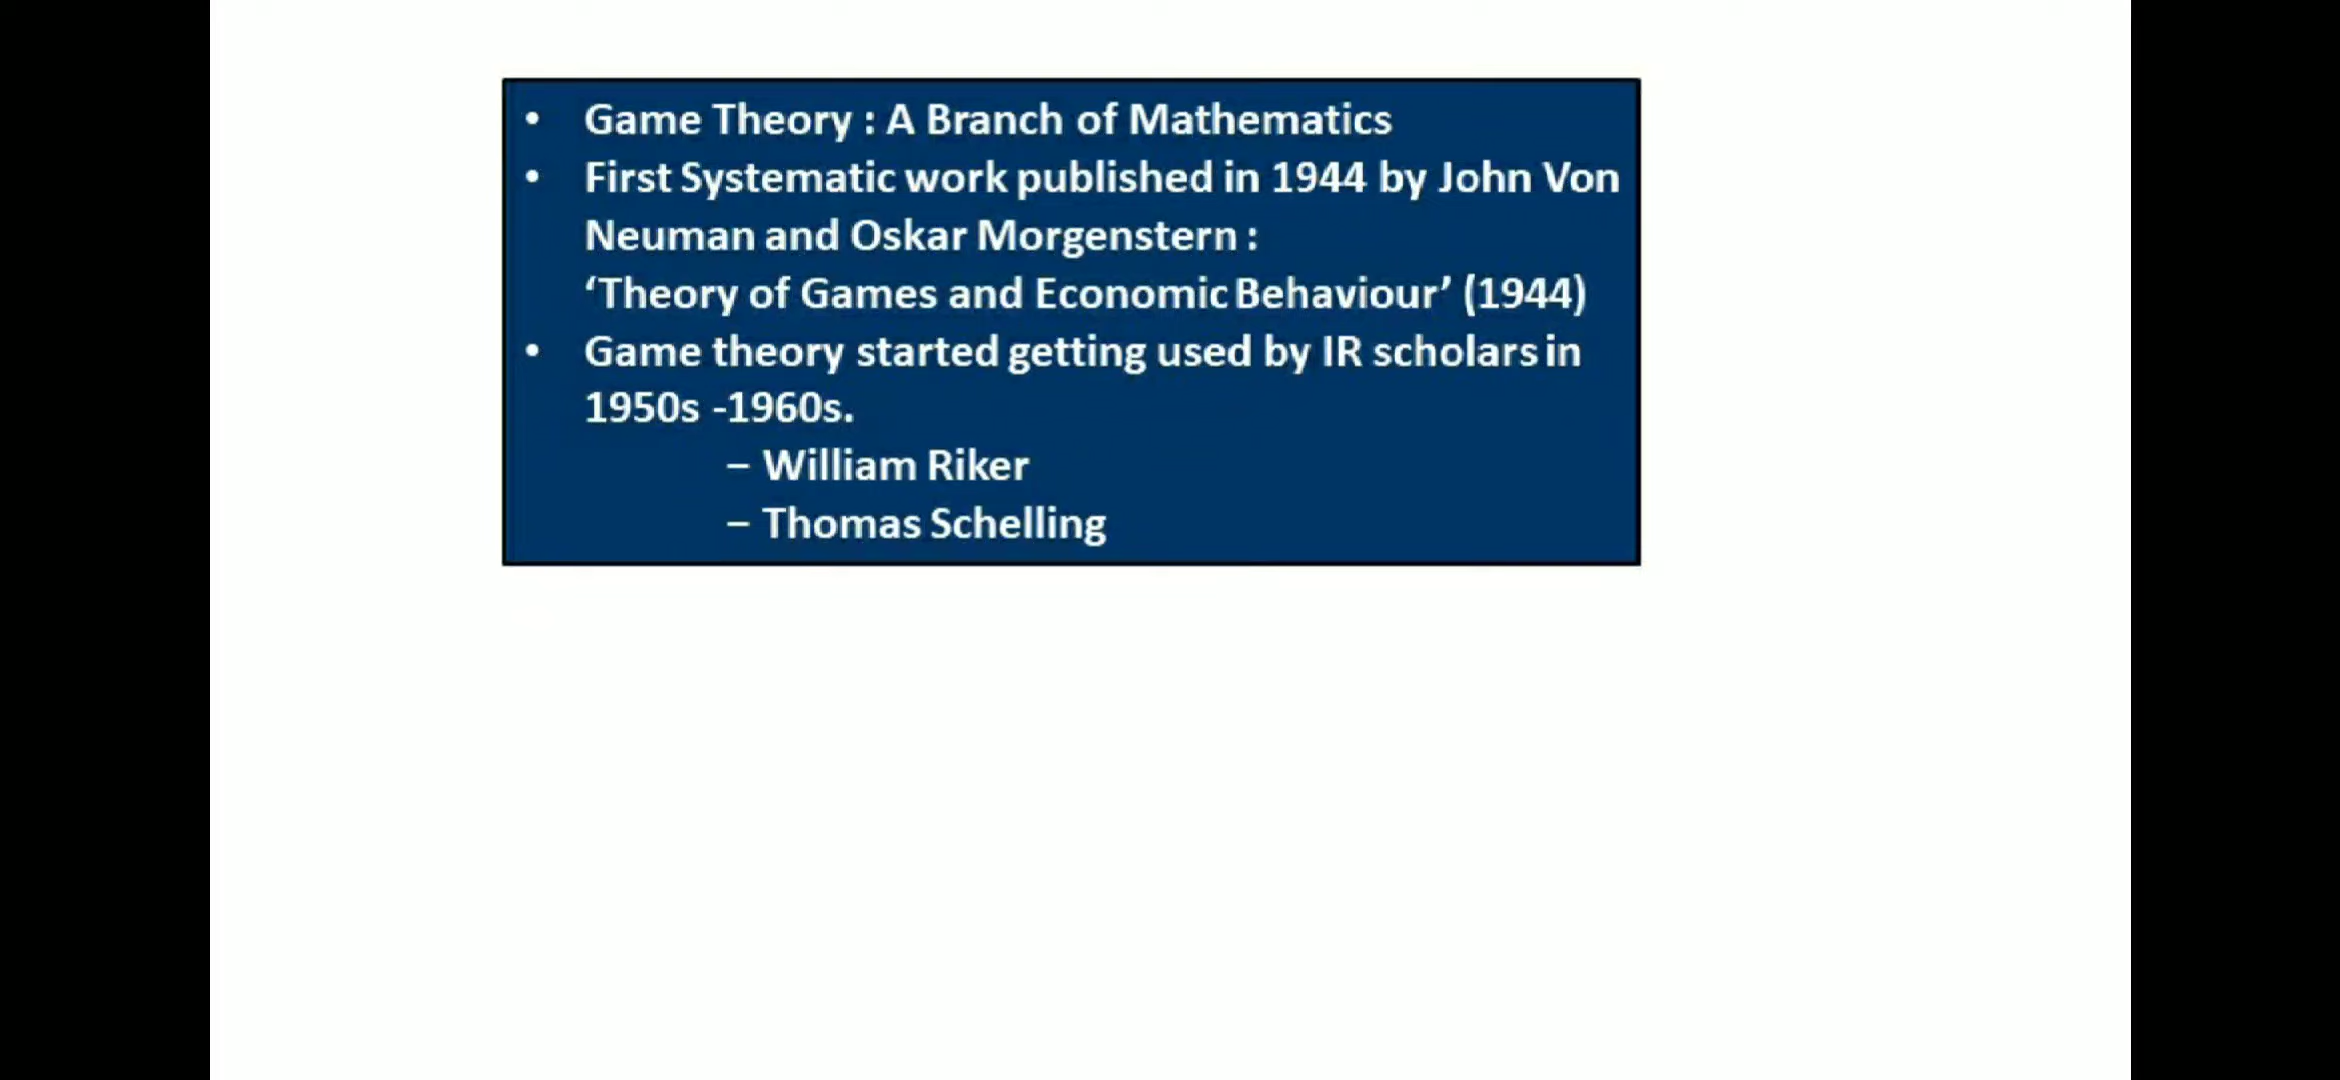 • Game Theory : A Branch of Mathematics
• First Systematic work published in 1944 by John Von
Neuman and Oskar Morgenstern :
‘Theory of Games and Economic Behaviour’ (1944)
• Game theory started getting used by IR scholars in
1950s -1960s.
– William Riker
– Thomas Schelling